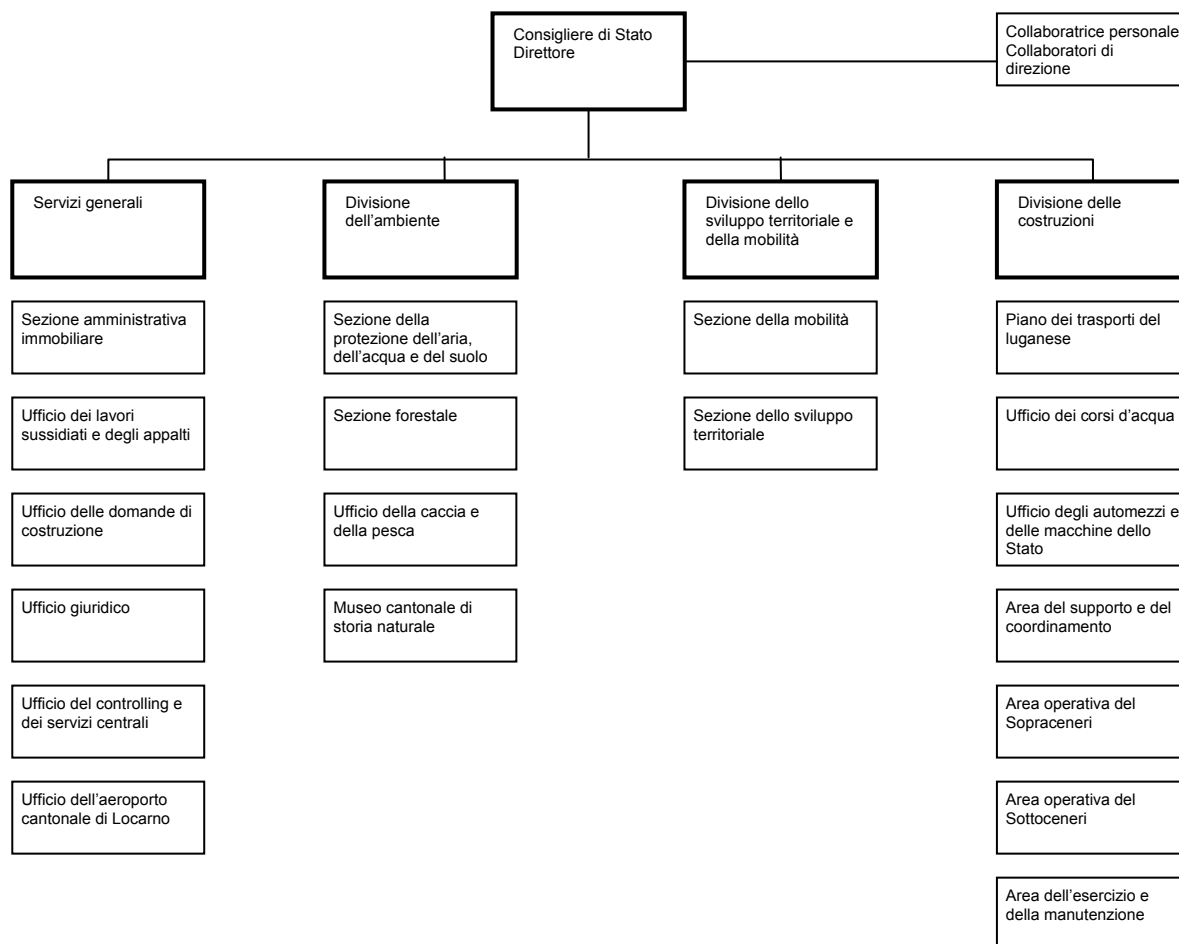 Consigliere di Stato
Direttore
Collaboratrice personale
Collaboratori di
direzione
Servizi generali
Divisione
dell'ambiente
Divisione dello
sviluppo territoriale e
della mobilità
Divisione delle
costruzioni
Sezione amministrativa
immobiliare
Sezione della
protezione dell'aria,
dell'acqua e del suolo
Sezione della mobilità
Piano dei trasporti del
luganese
Ufficio dei lavori
sussidiati e degli appalti
Sezione forestale
Sezione dello sviluppo
territoriale
Ufficio dei corsi d'acqua
Ufficio delle domande di
costruzione
Ufficio della caccia e
della pesca
Ufficio degli automezzi e
delle macchine dello
Stato
Ufficio giuridico
Museo cantonale di
storia naturale
Area del supporto e del
coordinamento
Ufficio del controlling e
dei servizi centrali
Area operativa del
Sopraceneri
Ufficio dell'aeroporto
cantonale di Locarno
Area operativa del
Sottoceneri
Area dell'esercizio e
della manutenzione